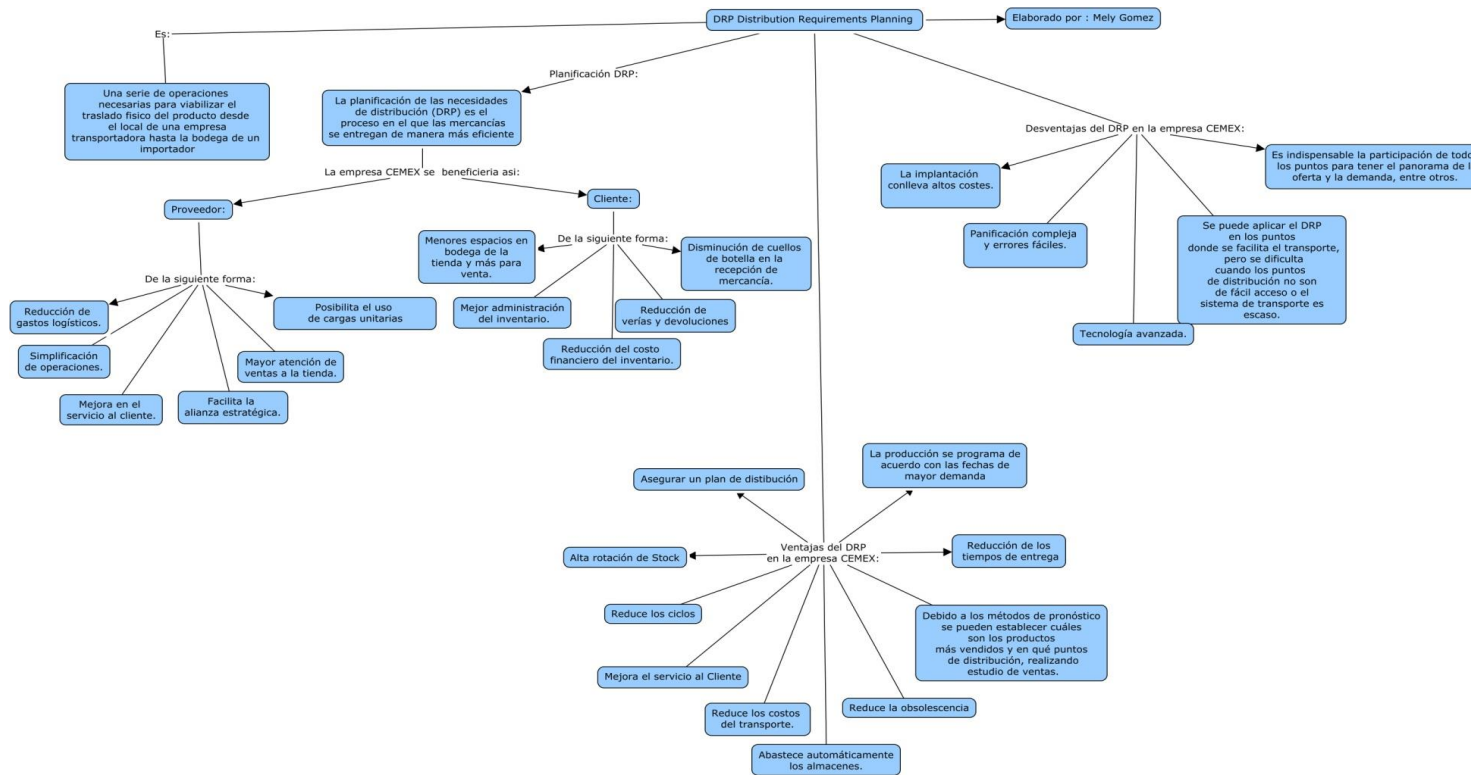 DRP Distribution Requirements Planning
Elaborado por : Mely Gomez
Es:
Una serie de operaciones
necesarias para viabilizar el
traslado fisico del producto desde
el local de una empresa
transportadora hasta la bodega de un
importador
Planificación DRP:
La planificación de las necesidades
de distribución (DRP) es el
proceso en el que las mercancías
se entregan de manera más eficiente
La empresa CEMEX se beneficieria asi:
Proveedor:
De la siguiente forma:
Reducción de
gastos logísticos.
Simplificación
de operaciones.
Mejora en el
servicio al cliente.
Facilita la
alianza estratégica.
Mayor atención de
ventas a la tienda.
Posibilita el uso
de cargas unitarias
Cliente:
De la siguiente forma:
Menores espacios en
bodega de la
tienda y más para
venta.
Mejor administración
del inventario.
Reducción del costo
financiero del inventario.
Reducción de
verías y devoluciones
Disminución de cuellos
de botella en la
recepción de
mercancía.
Desventajas del DRP en la empresa CEMEX:
La implantación
conlleva altos costes.
Panificación compleja
y errores fáciles.
Tecnología avanzada.
Se puede aplicar el DRP
en los puntos
donde se facilita el transporte,
pero se dificulta
cuando los puntos
de distribución no son
de fácil acceso o el
sistema de transporte es
escaso.
Es indispensable la participación de todo
los puntos para tener el panorama de l
oferta y la demanda, entre otros.
Ventajas del DRP
en la empresa CEMEX:
Asegurar un plan de distibución
La producción se programa de
acuerdo con las fechas de
mayor demanda
Alta rotación de Stock
Reducción de los
tiempos de entrega
Reduce los ciclos
Debido a los métodos de pronóstico
se pueden establecer cuáles
son los productos
más vendidos y en qué puntos
de distribución, realizando
estudio de ventas.
Mejora el servicio al Cliente
Reduce los costos
del transporte.
Reduce la obsolescencia
Abastece automáticamente
los almacenes.